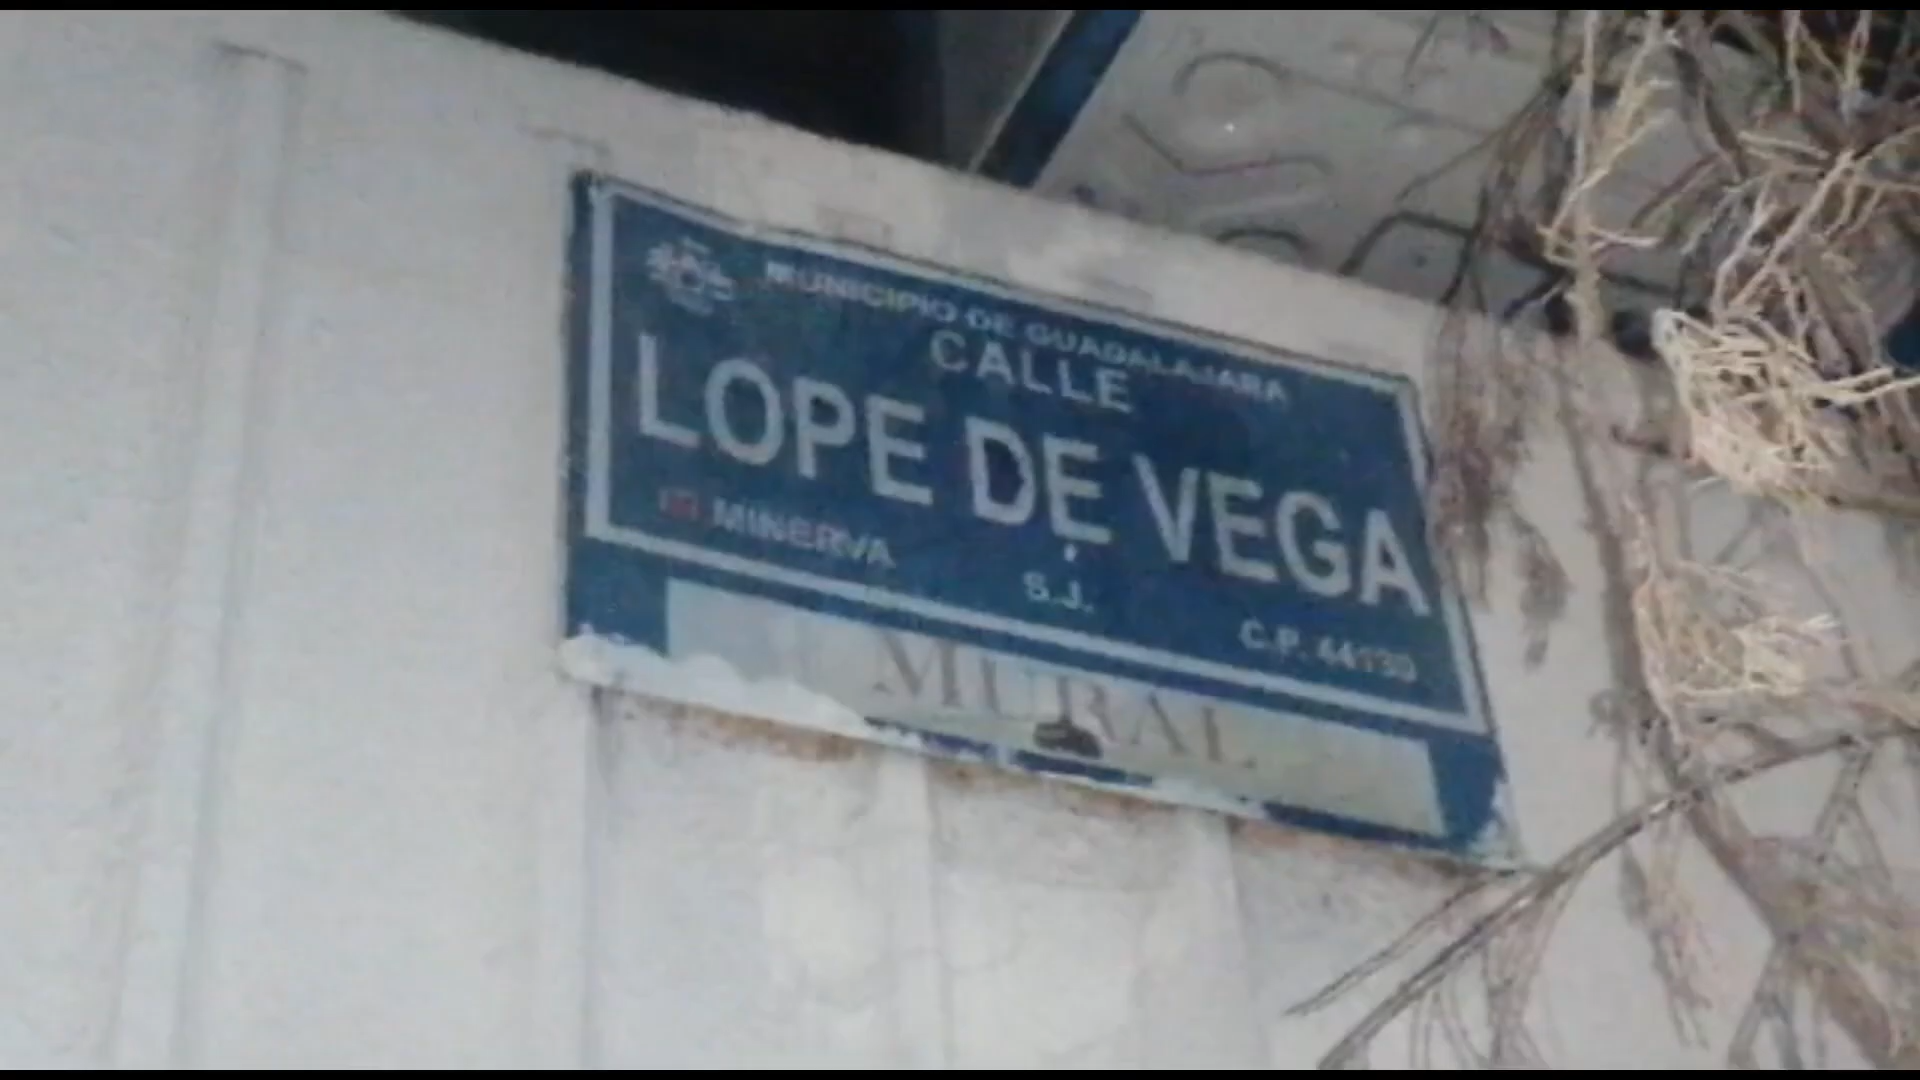 MUNICIPIO DE GUADALAJARA
CALLE
LOPE DE VEGA
MINERVA
S.J.
C.P. 44130
MURAL